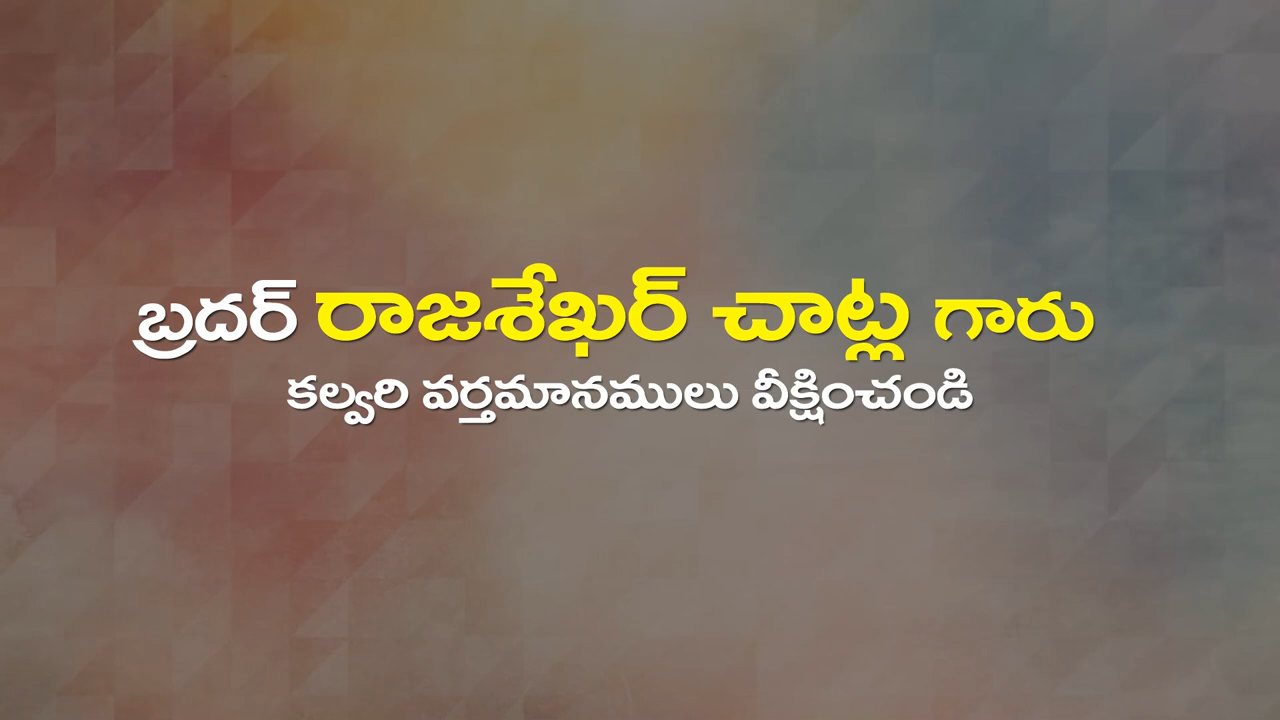 బ్రదర్ రాజశేఖర్ చాట్ల గారు
కల్వరి వర్తమానములు వీక్షించండి